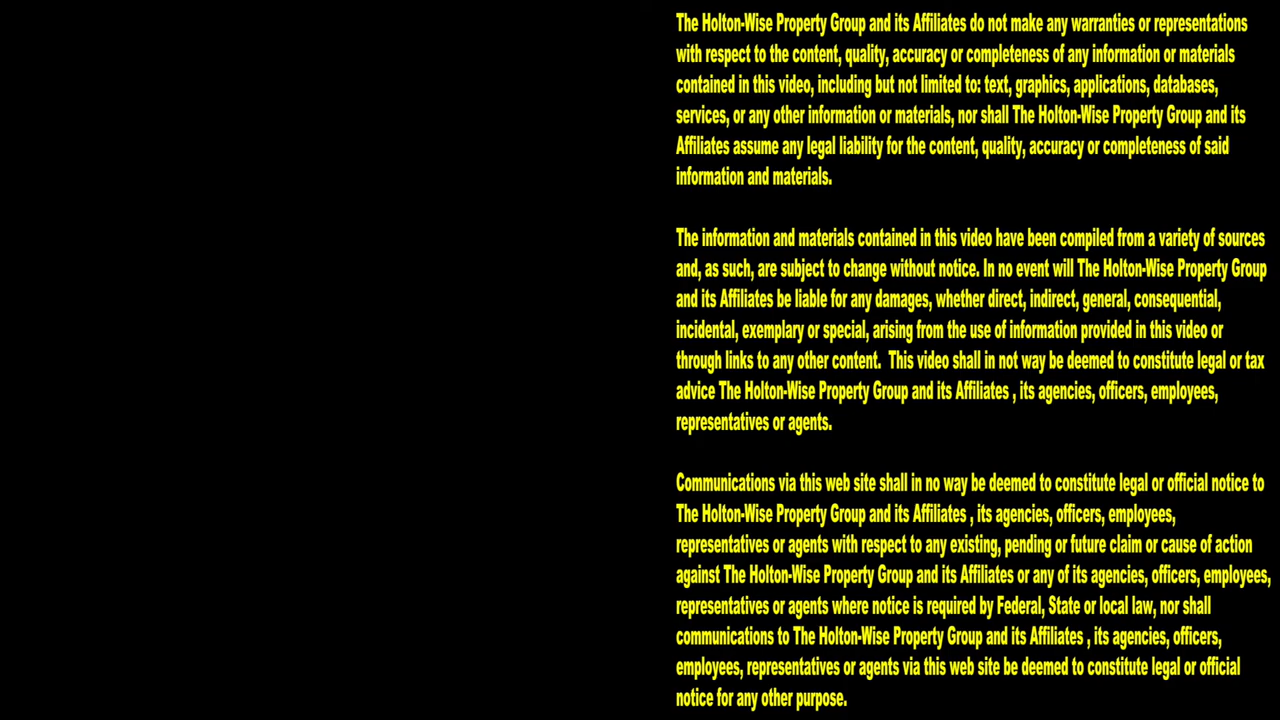 The Holton-Wise Property Group and its Affiliates do not make any warranties or representations
with respect to the content, quality, accuracy or completeness of any information or materials
contained in this video, including but not limited to: text, graphics, applications, databases,
services, or any other information or materials, nor shall The Holton-Wise Property Group and its
Affiliates assume any legal liability for the content, quality, accuracy or completeness of said
information and materials.
The information and materials contained in this video have been compiled from a variety of sources
and, as such, are subject to change without notice. In no event will The Holton-Wise Property Group
and its Affiliates be liable for any damages, whether direct, indirect, general, consequential,
incidental, exemplary or special, arising from the use of information provided in this video or
through links to any other content.  This video shall in not way be deemed to constitute legal or tax
advice The Holton-Wise Property Group and its Affiliates , its agencies, officers, employees,
representatives or agents.
Communications via this web site shall in no way be deemed to constitute legal or official notice to
The Holton-Wise Property Group and its Affiliates , its agencies, officers, employees,
representatives or agents with respect to any existing, pending or future claim or cause of action
against The Holton-Wise Property Group and its Affiliates or any of its agencies, officers, employees,
representatives or agents where notice is required by Federal, State or local law, nor shall
communications to The Holton-Wise Property Group and its Affiliates , its agencies, officers,
employees, representatives or agents via this web site be deemed to constitute legal or official
notice for any other purpose.